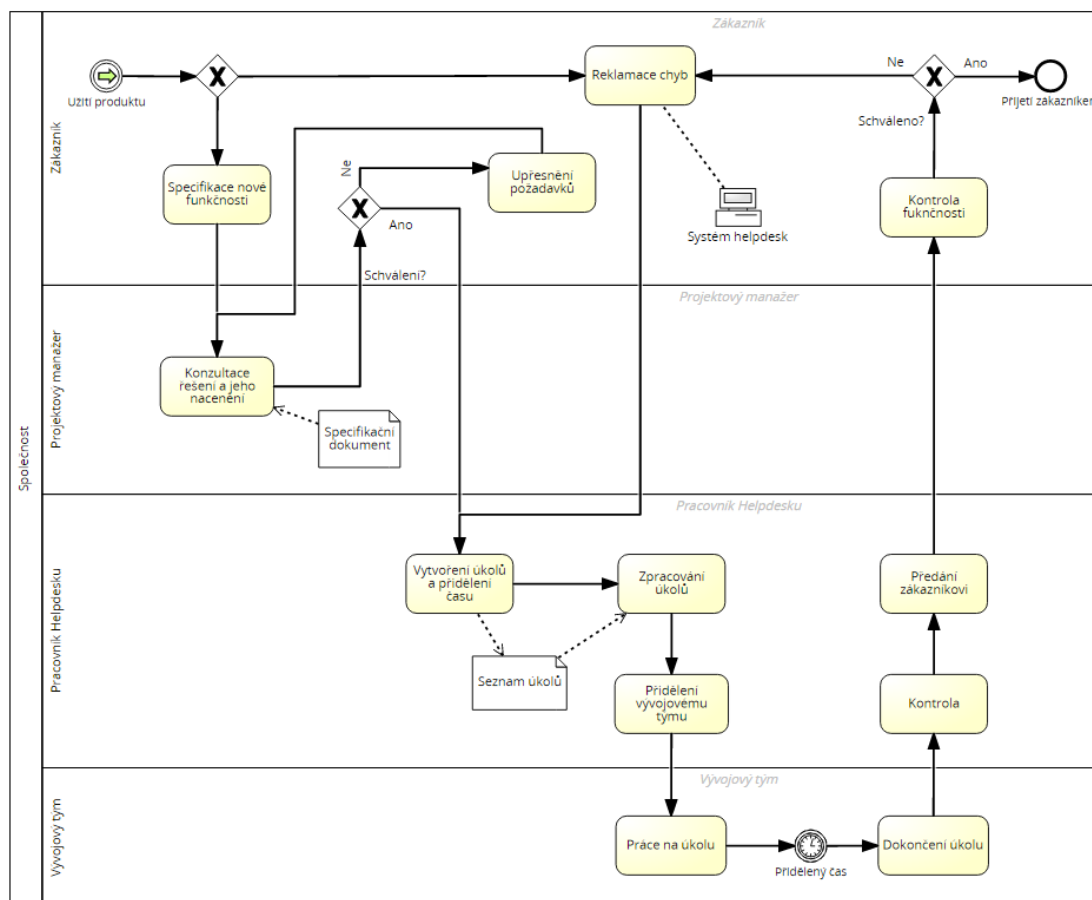 Společnost
Zákazník
Zákazník
Užití produktu
Reklamace chyb
Ne
Ano
Přijetí zákazníkem
Schváleno?
Specifikace nové
funkčnosti
Ne
Upřesnění
požadavků
Ano
Schválení?
Systém helpdesk
Kontrola
fuknčnosti
Projektový manažer
Projektový manažer
Konzultace
řešení a jeho
nacenění
Specifikační
dokument
Pracovník Helpdesku
Pracovník Helpdesku
Vytvoření úkolů
a přidělení
času
Zpracování
úkolů
Předání
zákazníkovi
Seznam úkolů
Přidělení
vývojovému
týmu
Kontrola
Vývojový tým
Vývojový tým
Práce na úkolu
Přidělený čas
Dokončení úkolu